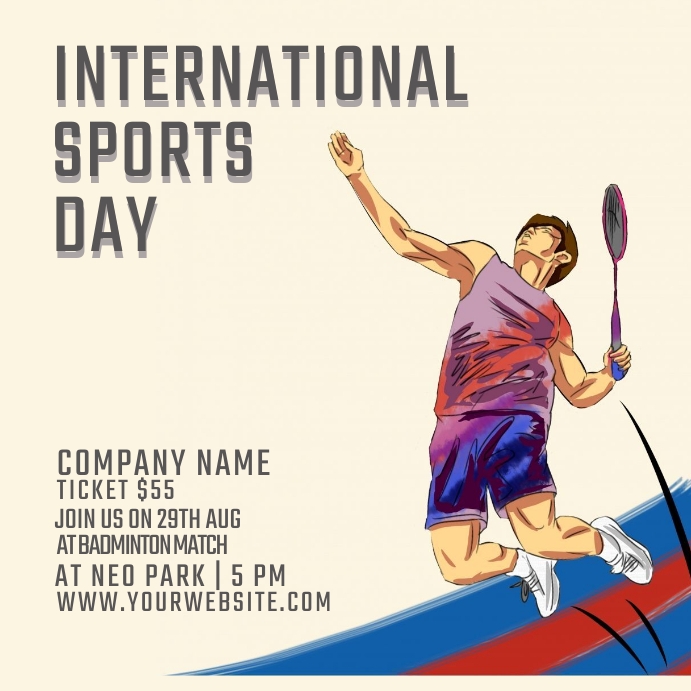 INTERNATIONAL
SPORTS
DAY
COMPANY NAME
TICKET $55
JOIN US ON 29TH AUG
AT BADMINTON MATCH
AT NEO PARK | 5 PM
WWW.YOURWEBSITE.COM